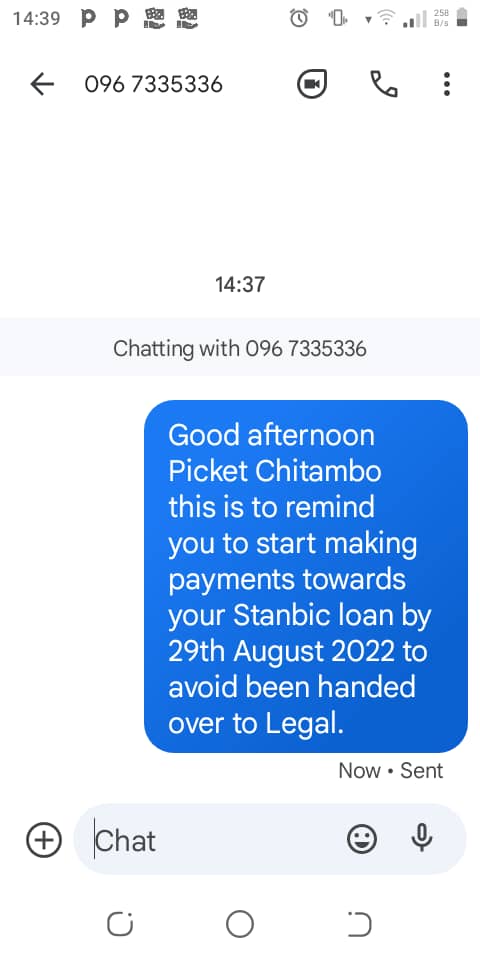 14:39
258
B/s
096 7335336
14:37
Chatting with 096 7335336
Good afternoon
Picket Chitambo
this is to remind
you to start making
payments towards
your Stanbic loan by
29th August 2022 to
avoid been handed
over to Legal.
Now • Sent
Chat